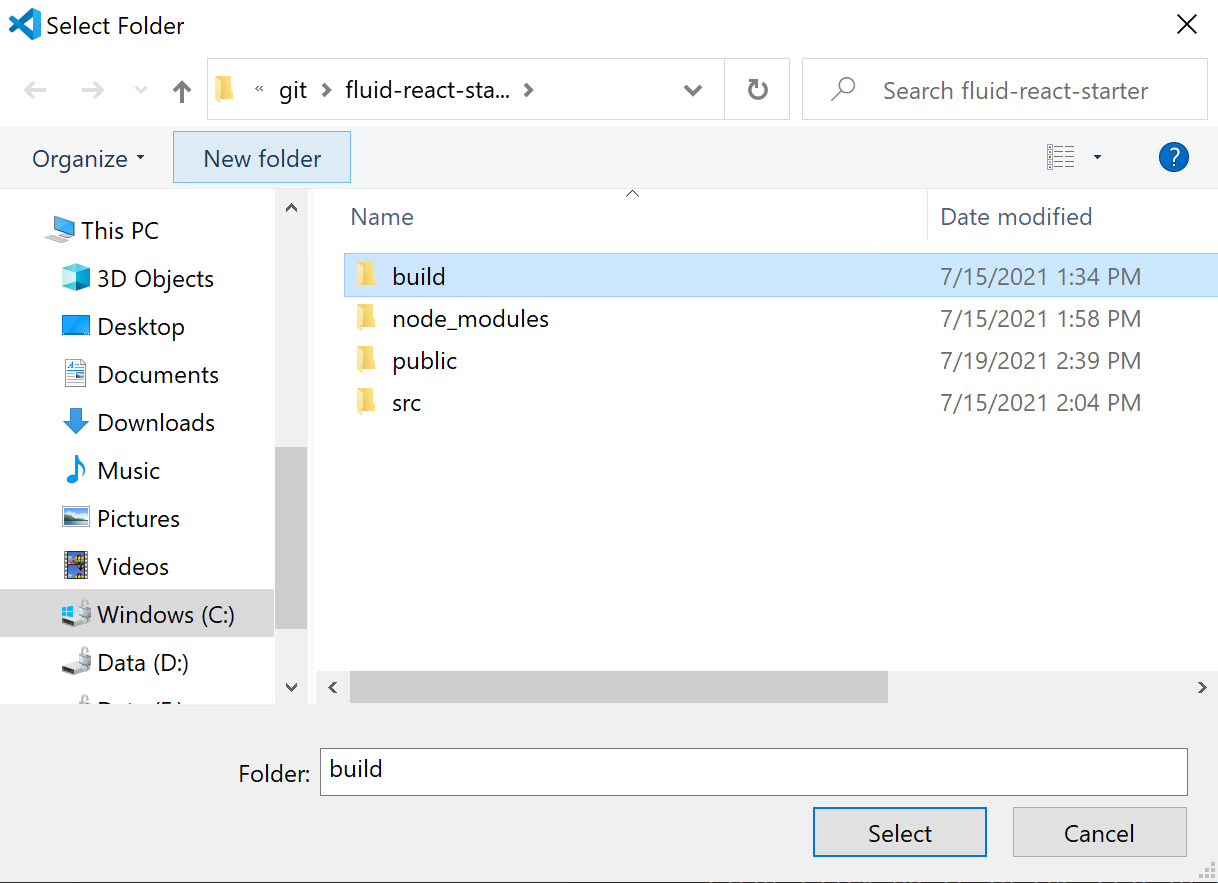 Select Folder
« git > fluid-react-sta... >
Search fluid-react-starter
Organize
New folder
?
Name
Date modified
This PC
3D Objects
Desktop
Documents
Downloads
Music
Pictures
Videos
Windows (C:)
Data (D:)
build 7/15/2021 1:34 PM
node_modules 7/15/2021 1:58 PM
public 7/19/2021 2:39 PM
src 7/15/2021 2:04 PM
Folder: build
Select
Cancel